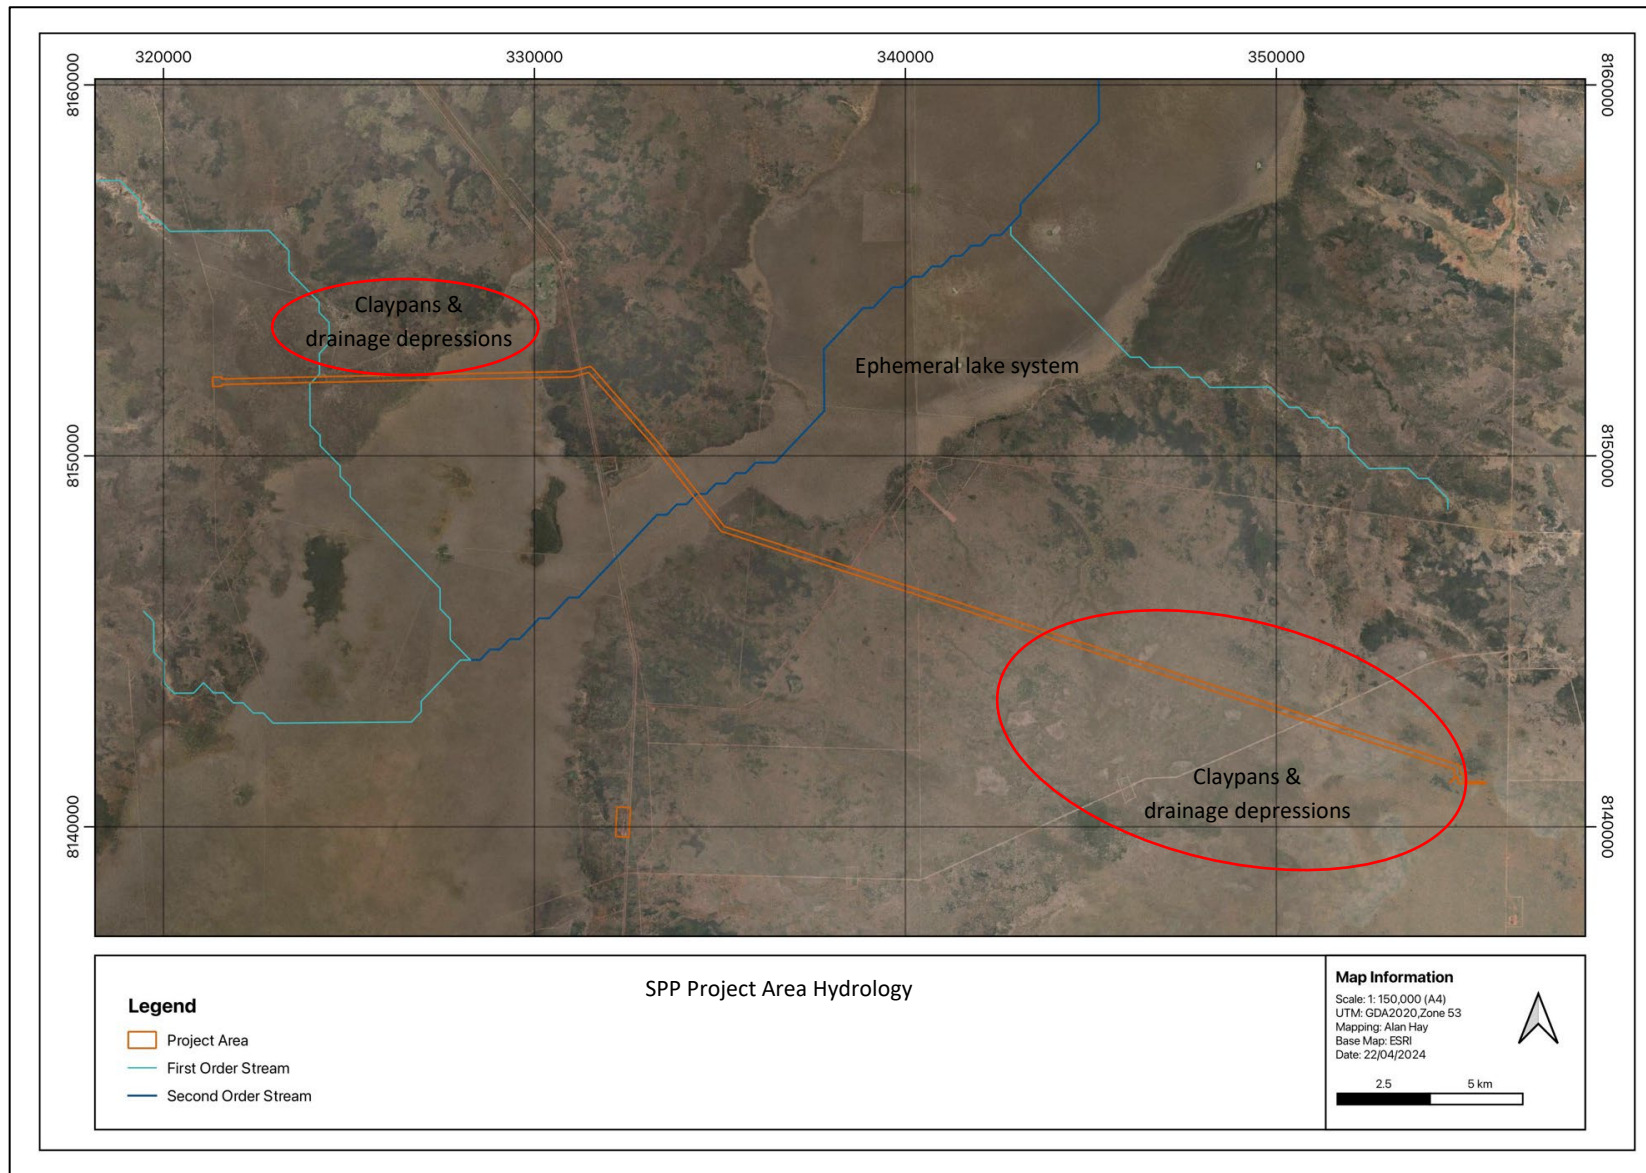 320000
330000
340000
350000
8160000
8160000
Claypans &
drainage depressions
Ephemeral lake system
8150000
8150000
Claypans &
drainage depressions
8140000
8140000
SPP Project Area Hydrology
Legend
Project Area
First Order Stream
Second Order Stream
Map Information
Scale: 1: 150,000 (A4)
UTM: GDA2020,Zone 53
Mapping: Alan Hay
Base Map: ESRI
Date: 22/04/2024
2.5 5 km